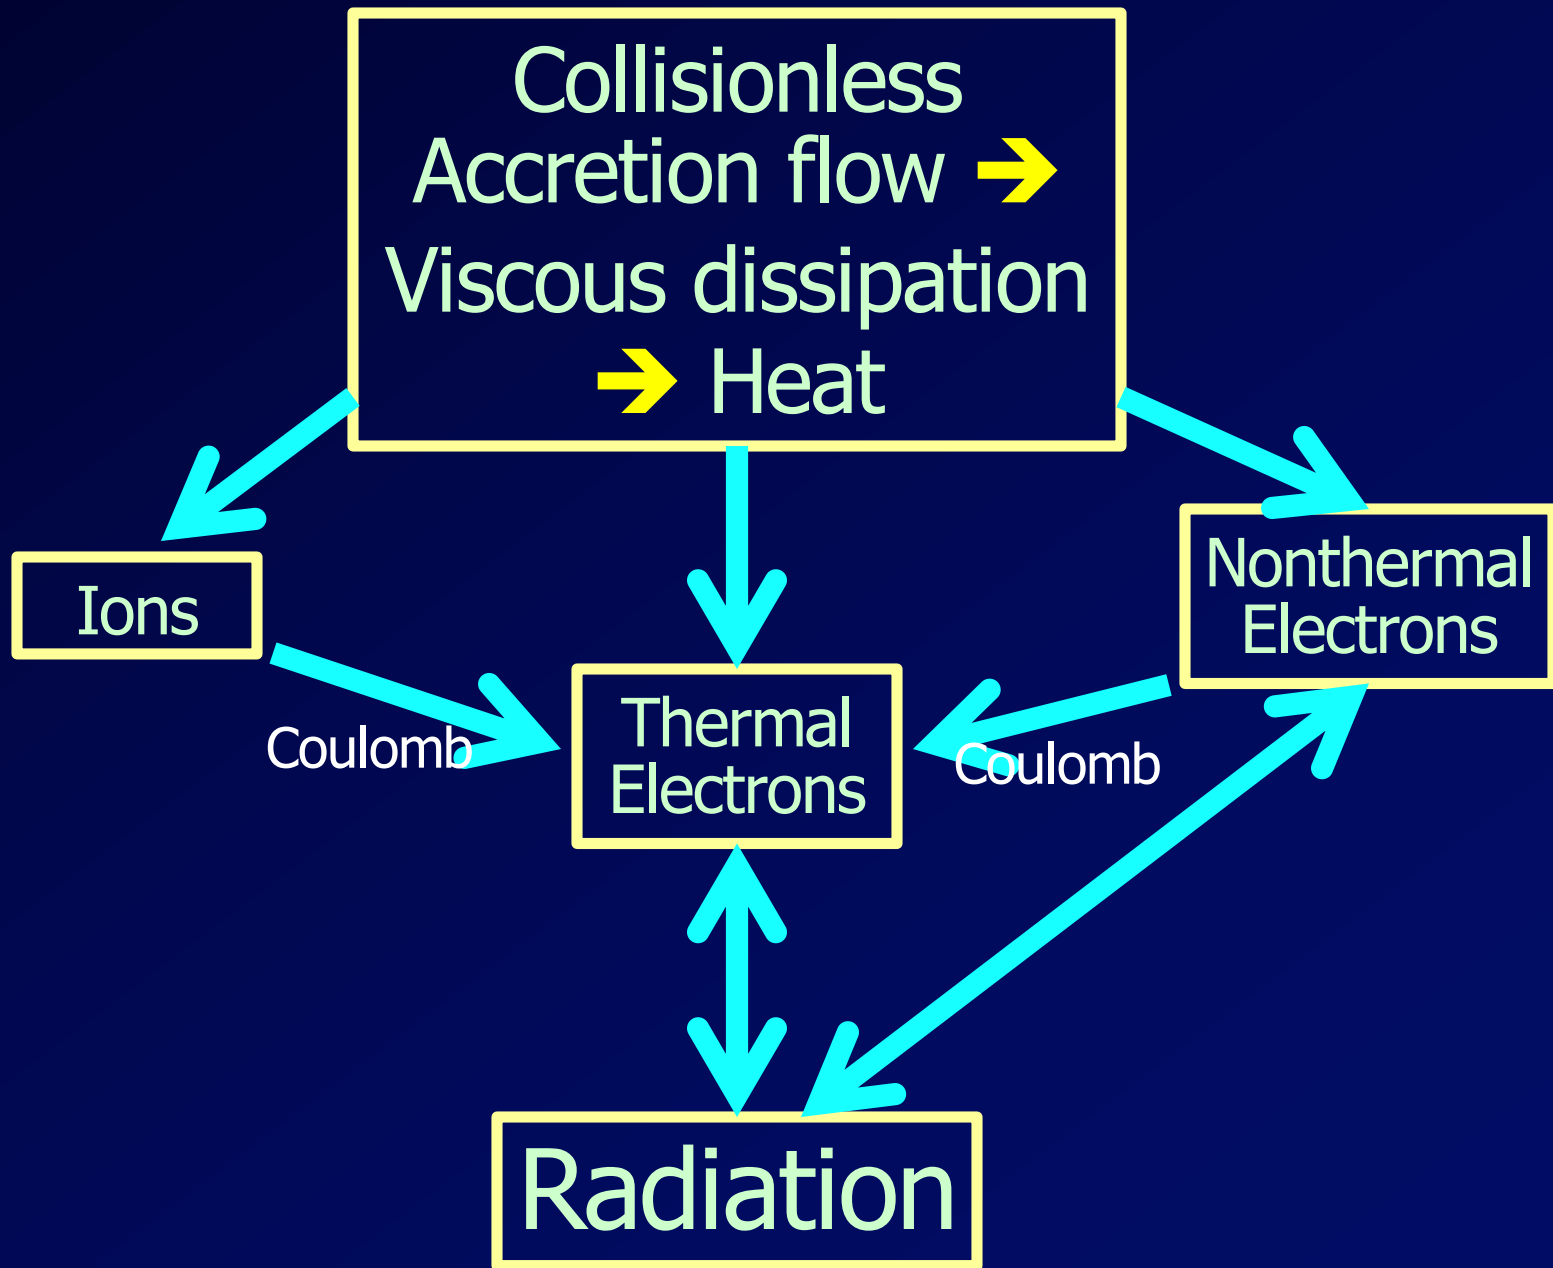 Collisionless
Accretion flow ➔
Viscous dissipation
➔ Heat
Ions
Nonthermal
Electrons
Thermal
Electrons
Coulomb
Coulomb
Radiation